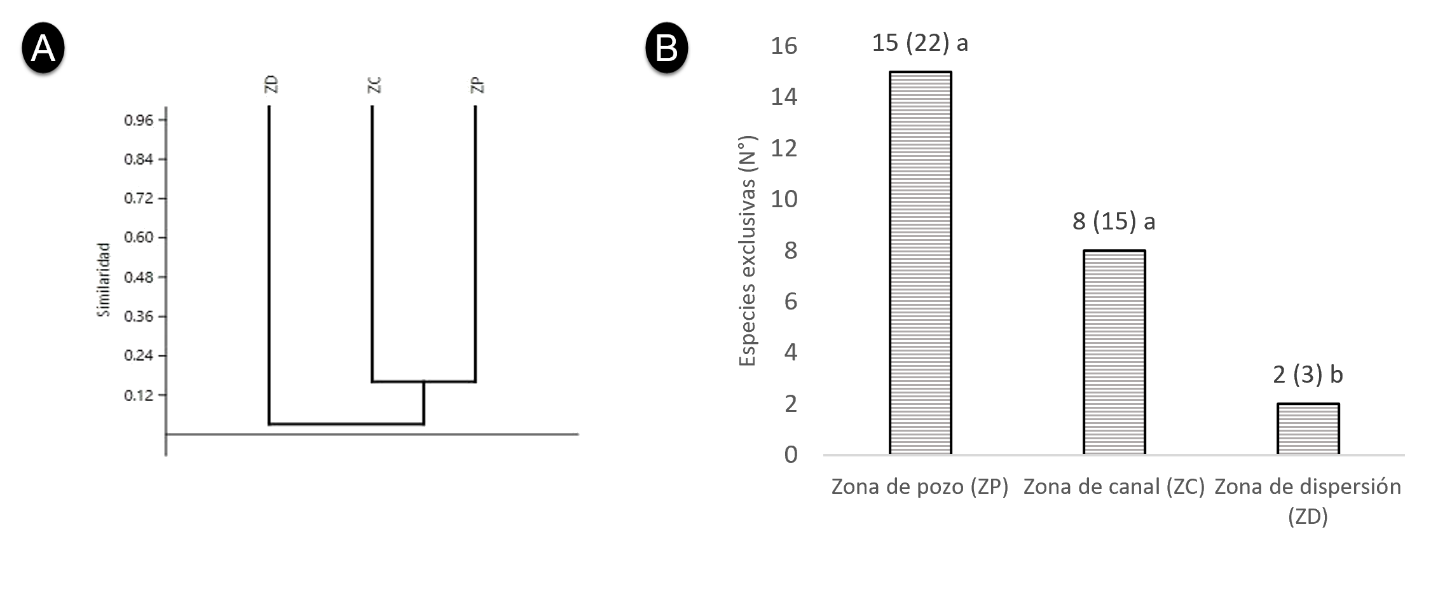 A
ZD
ZC
ZP
0.96
0.84
0.72
0.60
0.48
0.36
0.24
0.12
Similaridad
B
15 (22) a
8 (15) a
2 (3) b
16
14
12
10
8
6
4
2
0
Especies exclusivas (N°)
Zona de pozo (ZP)
Zona de canal (ZC)
Zona de dispersión
(ZD)